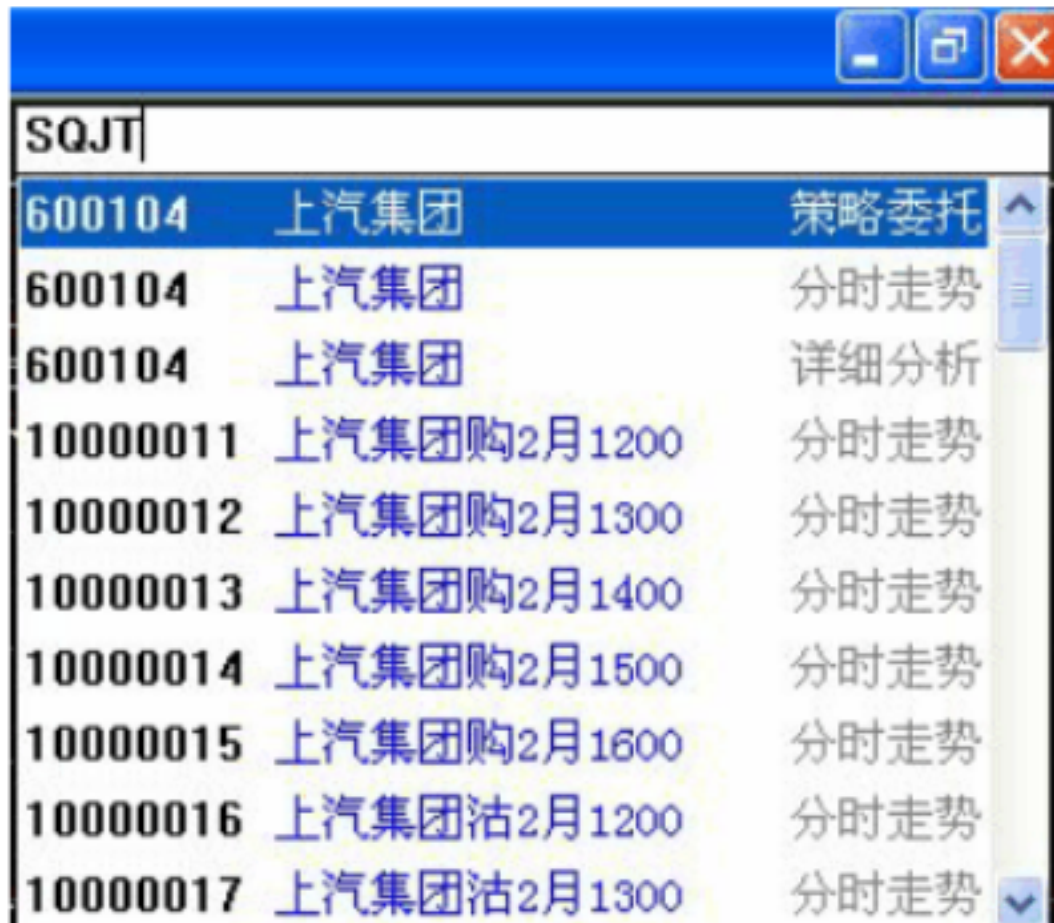 SQJT
600104 上汽集团 策略委托
600104 上汽集团 分时走势
600104 上汽集团 详细分析
10000011 上汽集团购2月1200 分时走势
10000012 上汽集团购2月1300 分时走势
10000013 上汽集团购2月1400 分时走势
10000014 上汽集团购2月1500 分时走势
10000015 上汽集团购2月1600 分时走势
10000016 上汽集团沽2月1200 分时走势
10000017 上汽集团沽2月1300 分时走势